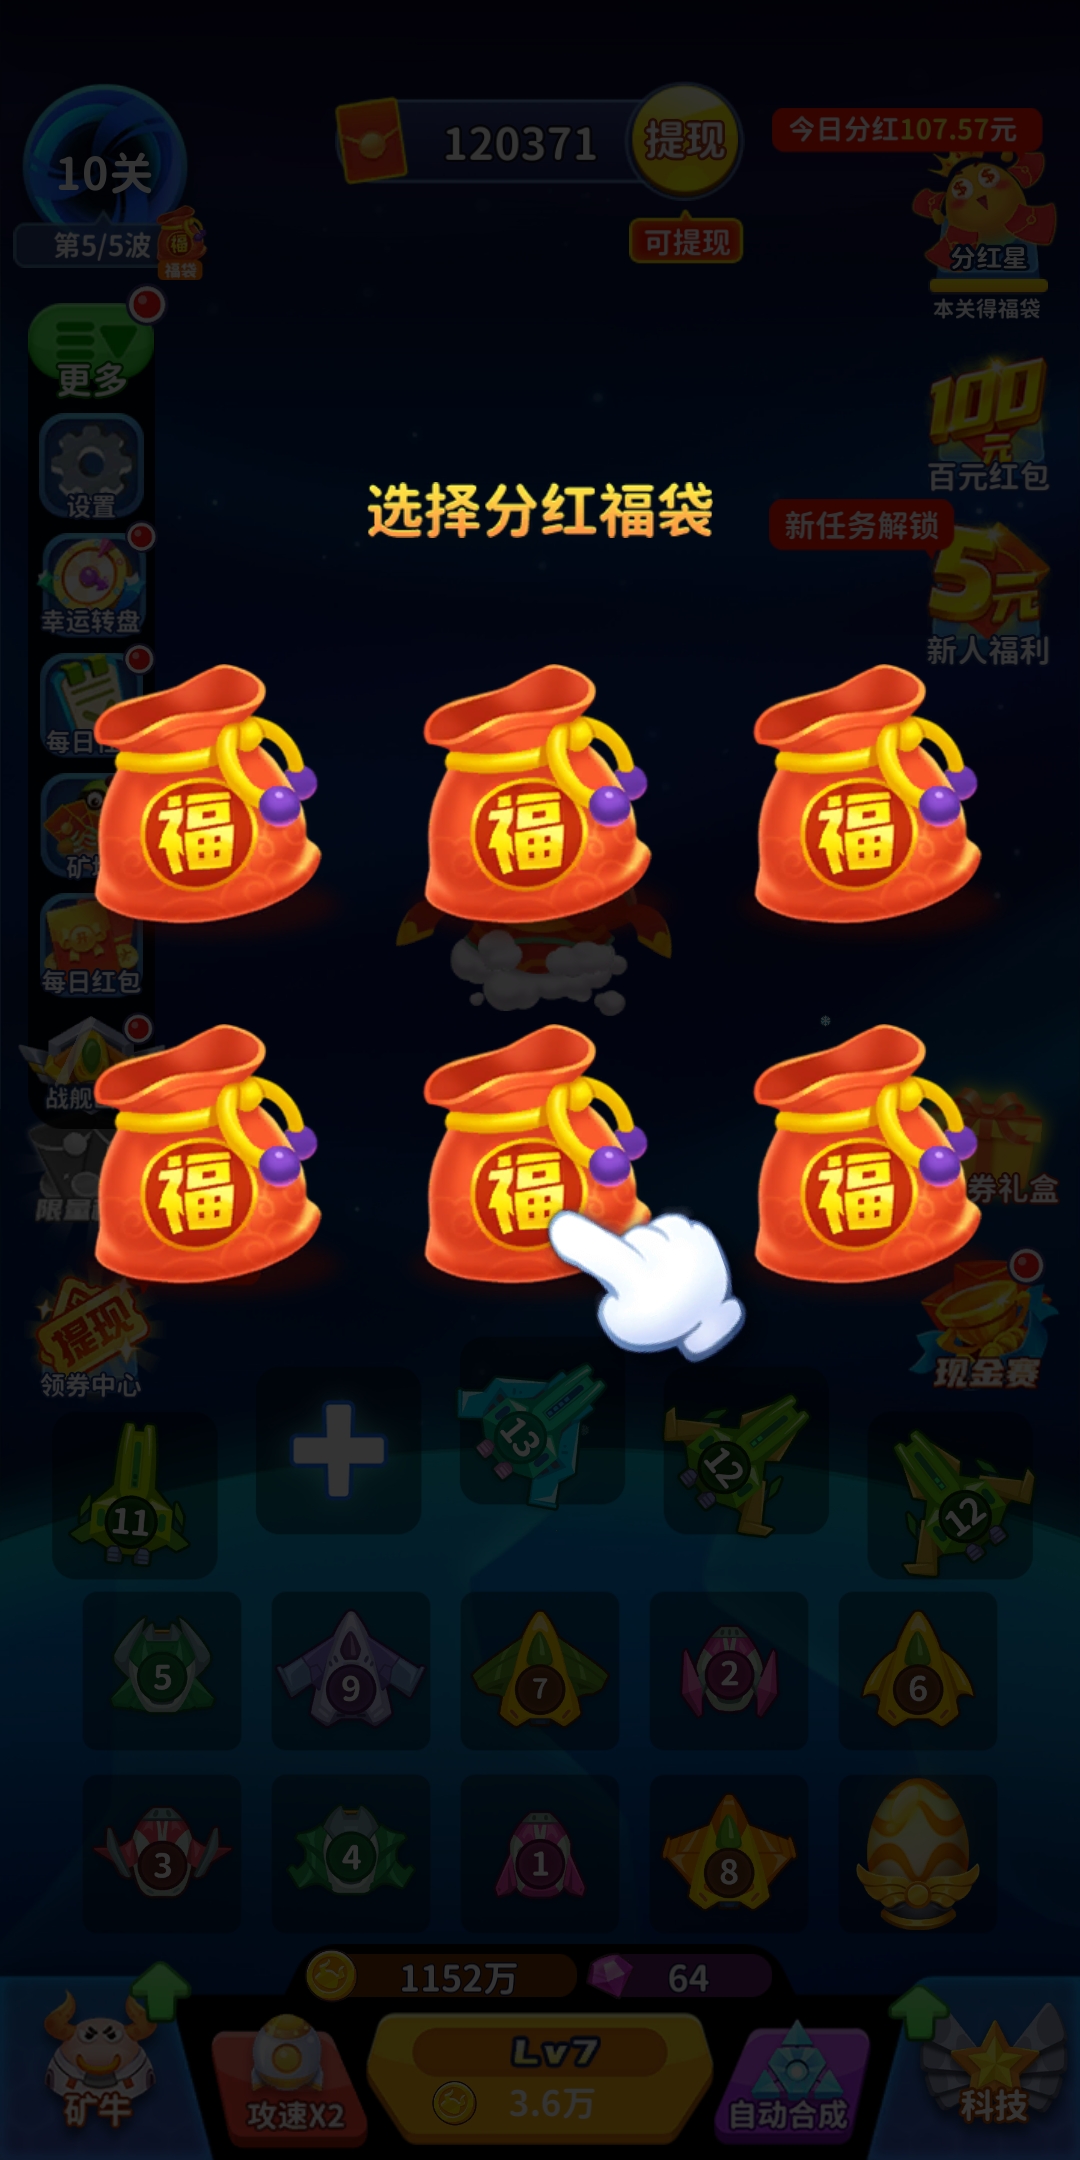 10关
120371
提现
今日分红107.57元
第5/5波
福
福袋
可提现
分红星
本关得福袋
更多
100元
百元红包
设置
选择分红福袋
新任务解锁
5元
新人福利
幸运转盘
每日
福
福
福
每日红包
战舰
福
福
福
限量
券礼盒
提现
领券中心
现金赛
11
13
12
12
5
9
7
2
6
3
4
1
8
1152万
64
矿牛
攻速X2
Lv7
3.6万
自动合成
科技